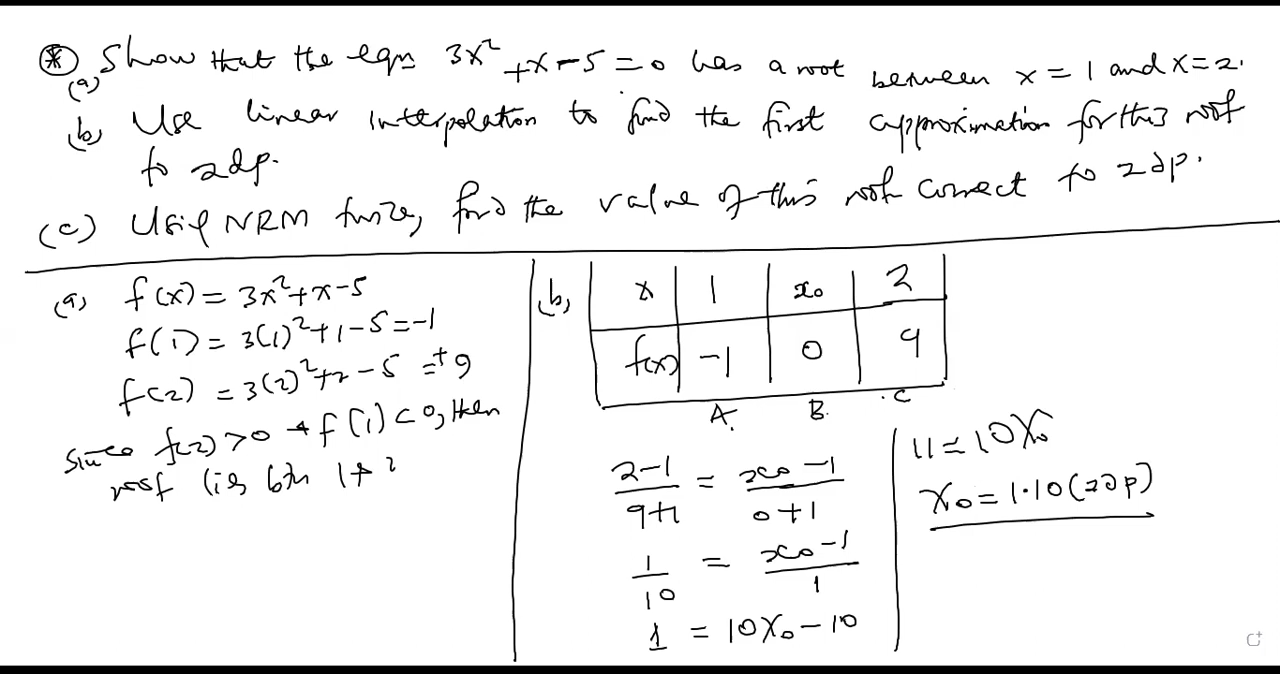 * (a) Show that the eqn 3x² + x - 5 = 0 has a root between x = 1 and x = 2.
(b) Use linear interpolation to find the first approximation for this root
to 2dp.
(c) Using NRM twice, find the value of this root correct to 2dp.
(a) f(x) = 3x² + x - 5
f(1) = 3(1)² + 1 - 5 = -1
f(2) = 3(2)² + 2 - 5 = +9
Since f(2) > 0 + f(1) < 0, then
root lies btn 1 + 2
(b) x | 1 | x₀ | 2
f(x) | -1 | 0 | 9
A. B. C
2-1/9+1 = x₀-1/0+1
1/10 = x₀-1/1
1 = 10x₀ - 10
11 = 10x₀
x₀ = 1.10 (2dp)